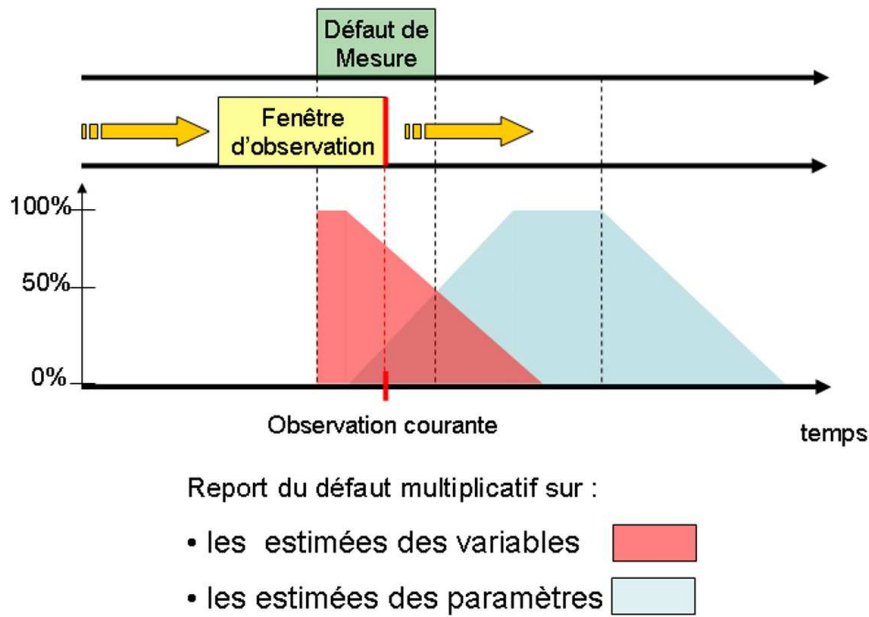 Défaut de
Mesure
Fenêtre
d'observation
100%
50%
0%
Observation courante
temps
Report du défaut multiplicatif sur :
• les estimées des variables
• les estimées des paramètres